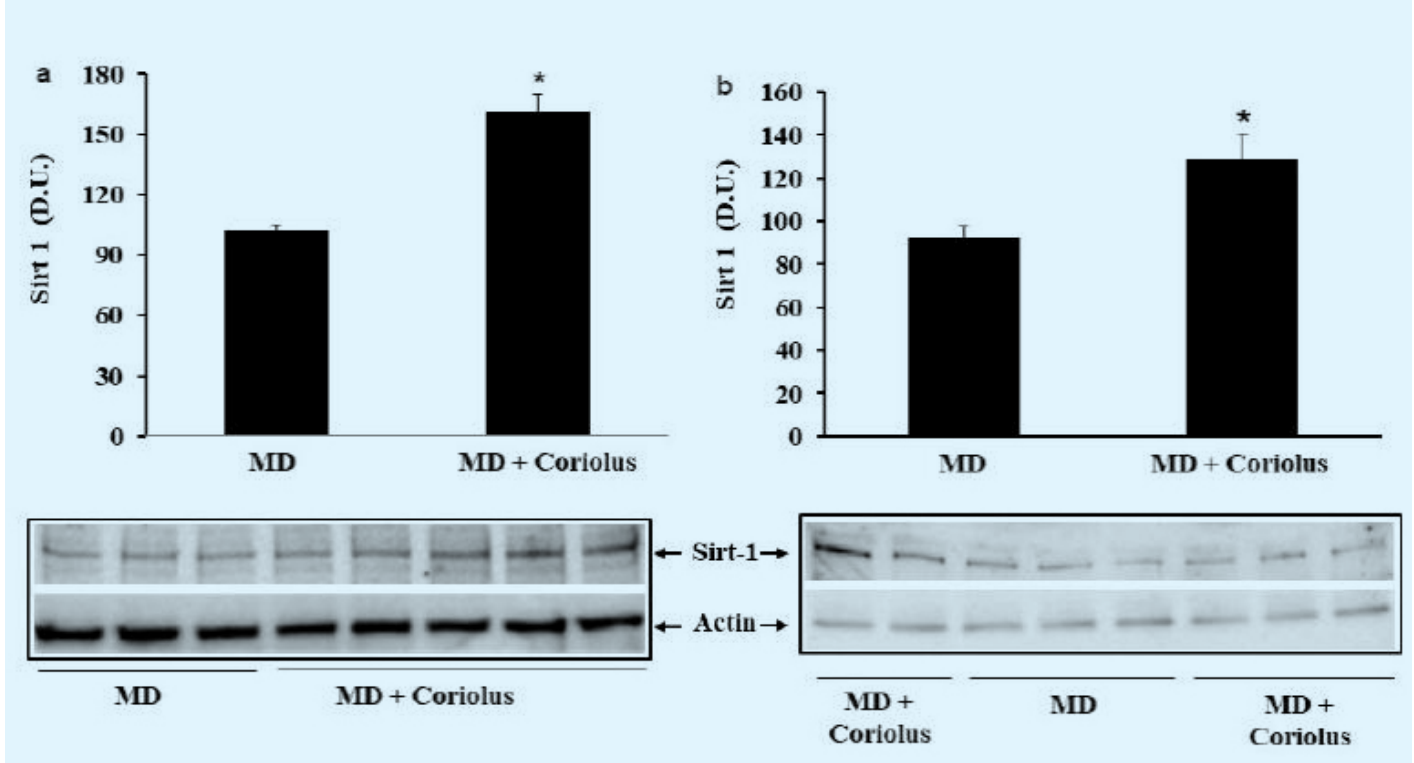 a
180
150
120
90
60
30
0
Sirt 1 (D.U.)
*
MD
MD + Coriolus
b
160
140
120
100
80
60
40
20
0
Sirt 1 (D.U.)
*
MD
MD + Coriolus
Sirt-1
Actin
MD
MD + Coriolus
MD +
Coriolus
MD
MD +
Coriolus